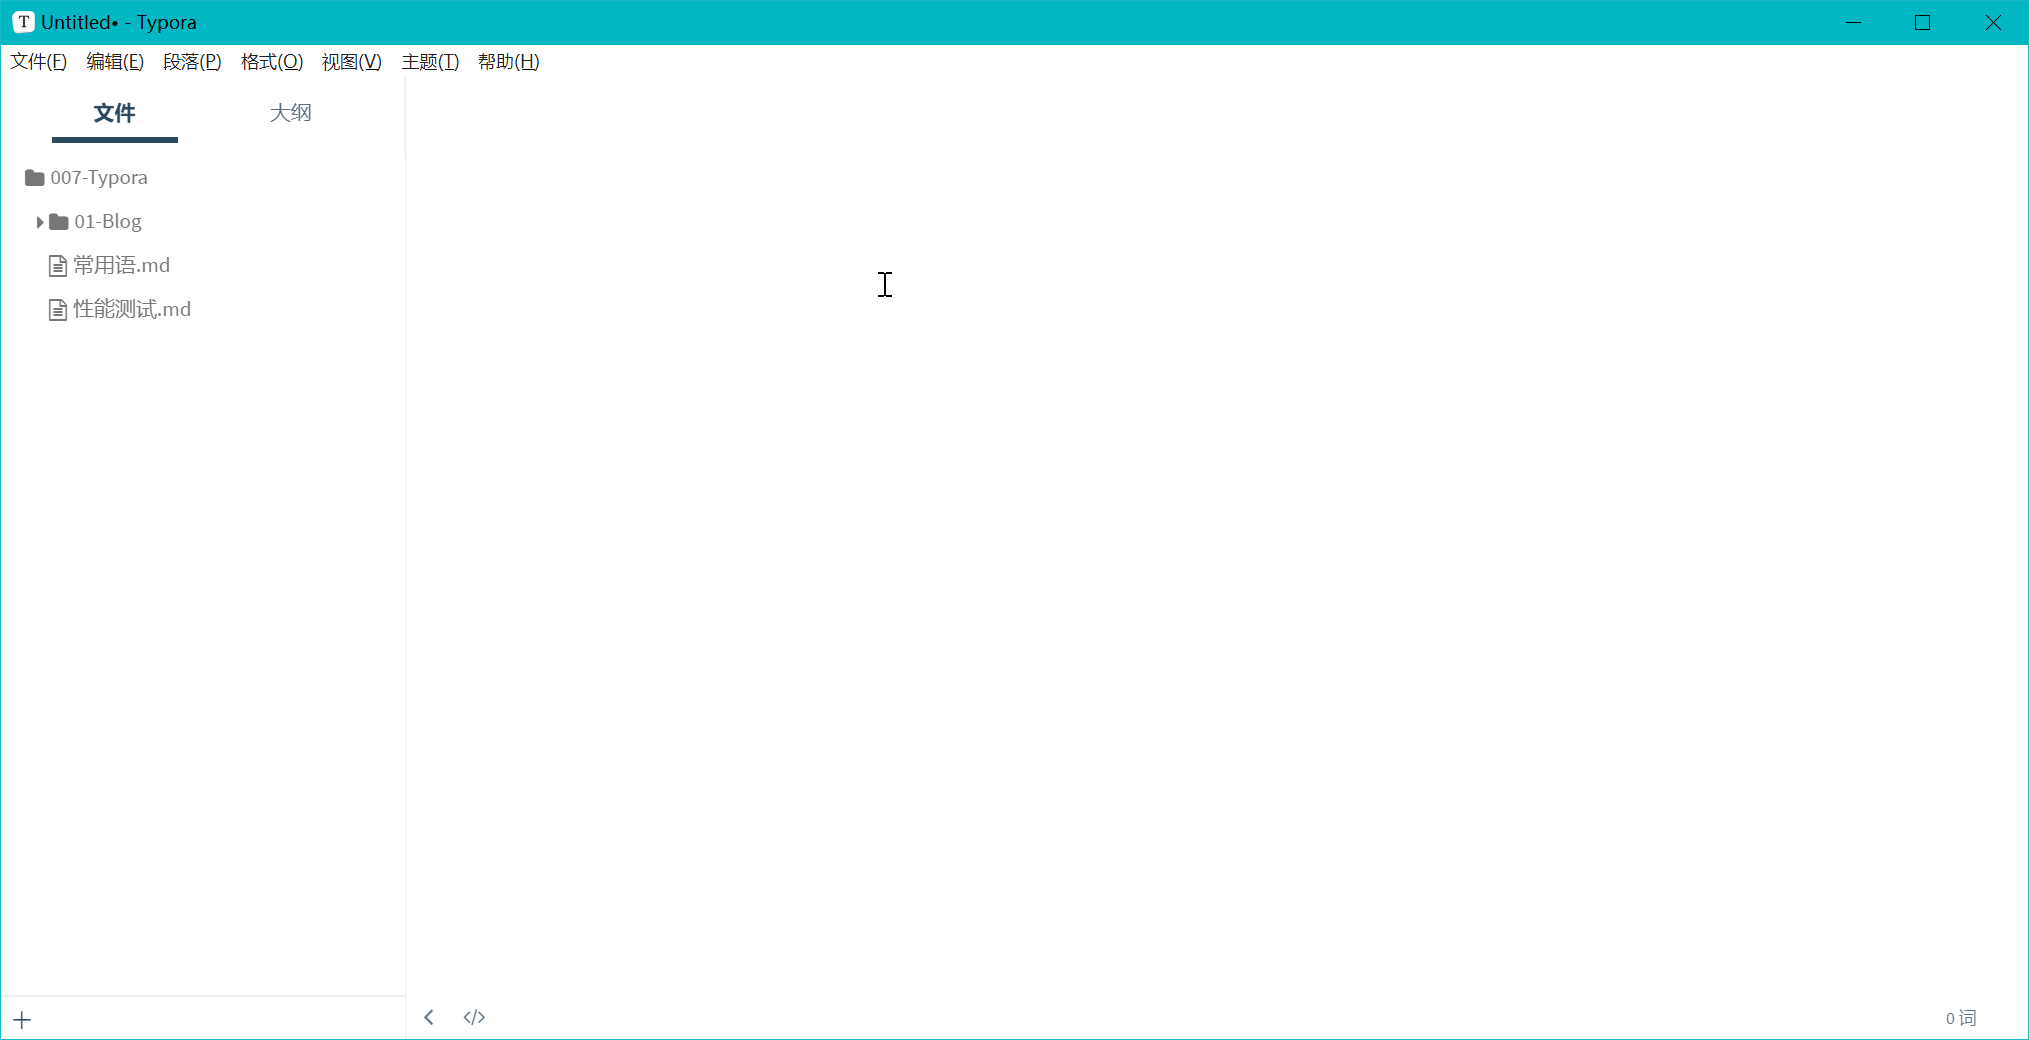 T Untitled• - Typora
文件(F) 编辑(E) 段落(P) 格式(O) 视图(V) 主题(T) 帮助(H)
文件 大纲
007-Typora
01-Blog
常用语.md
性能测试.md
</> 0 词